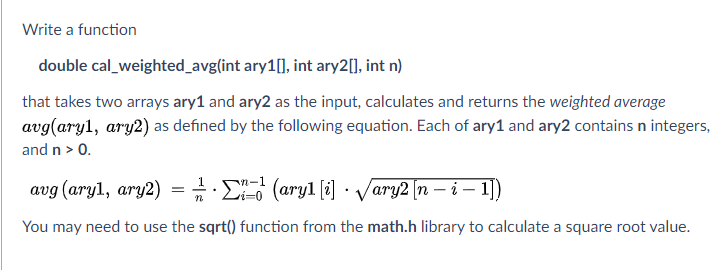 Write a function
double cal_weighted_avg(int ary1[], int ary2[], int n)
that takes two arrays ary1 and ary2 as the input, calculates and returns the weighted average
avg(ary1, ary2) as defined by the following equation. Each of ary1 and ary2 contains n integers,
and n > 0.
avg (ary1, ary2) = 1/n · ∑_{i=0}^{n−1} (ary1 [i] · √(ary2 [n − i − 1]))
You may need to use the sqrt() function from the math.h library to calculate a square root value.